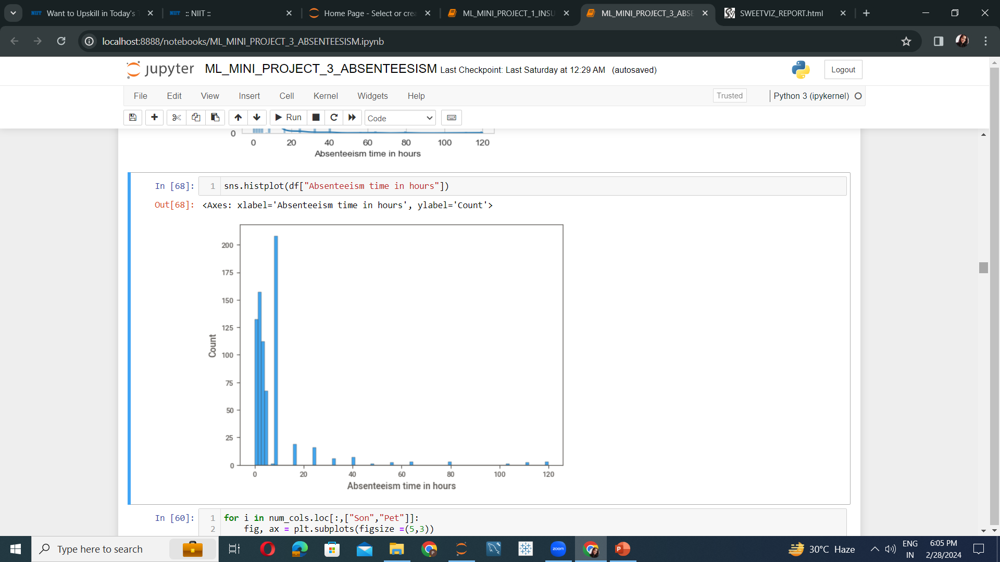 Want to Upskill in Today's
:: NIIT ::
Home Page - Select or crea
ML_MINI_PROJECT_1_INSU
ML_MINI_PROJECT_3_ABSE
SWEETVIZ_REPORT.html
localhost:8888/notebooks/ML_MINI_PROJECT_3_ABSENTEESISM.ipynb
jupyter ML_MINI_PROJECT_3_ABSENTEESISM Last Checkpoint: Last Saturday at 12:29 AM (autosaved)
Logout
File Edit View Insert Cell Kernel Widgets Help
Trusted
Python 3 (ipykernel)
Run
Code
0
0 20 40 60 80 100 120
Absenteeism time in hours
In [68]: 1 sns.histplot(df["Absenteeism time in hours"])
Out[68]: <Axes: xlabel='Absenteeism time in hours', ylabel='Count'>
200
175
150
125
100
75
50
25
0
Count
0 20 40 60 80 100 120
Absenteeism time in hours
In [60]: 1 for i in num_cols.loc[:,["Son","Pet"]]:
2 fig, ax = plt.subplots(figsize =(5,3))
Type here to search
zoom
30°C Haze
ENG
IN
6:05 PM
2/28/2024